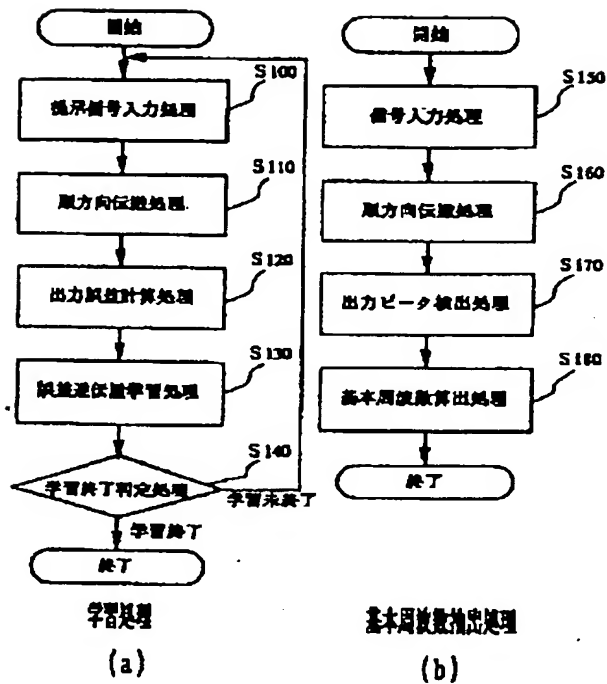 開始
S100
提示信号入力処理
S110
順方向伝搬処理
S120
出力誤差計算処理
S130
誤差逆伝搬学習処理
S140
学習終了判定処理
学習未終了
学習終了
終了
学習処理
(a)
開始
S150
信号入力処理
S160
順方向伝搬処理
S170
出力ピーク検出処理
S180
基本周波数算出処理
終了
基本周波数抽出処理
(b)